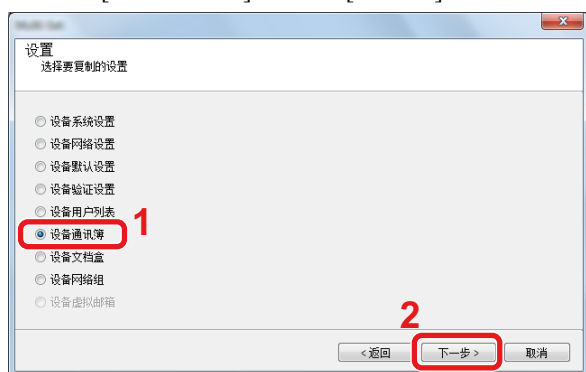 设置
选择要复制的设置
设备系统设置
设备网络设置
设备默认设置
设备验证设置
设备用户列表
1
设备通讯簿
设备文档盒
设备网络组
设备虚拟邮箱
2
<返回
下一步>
取消